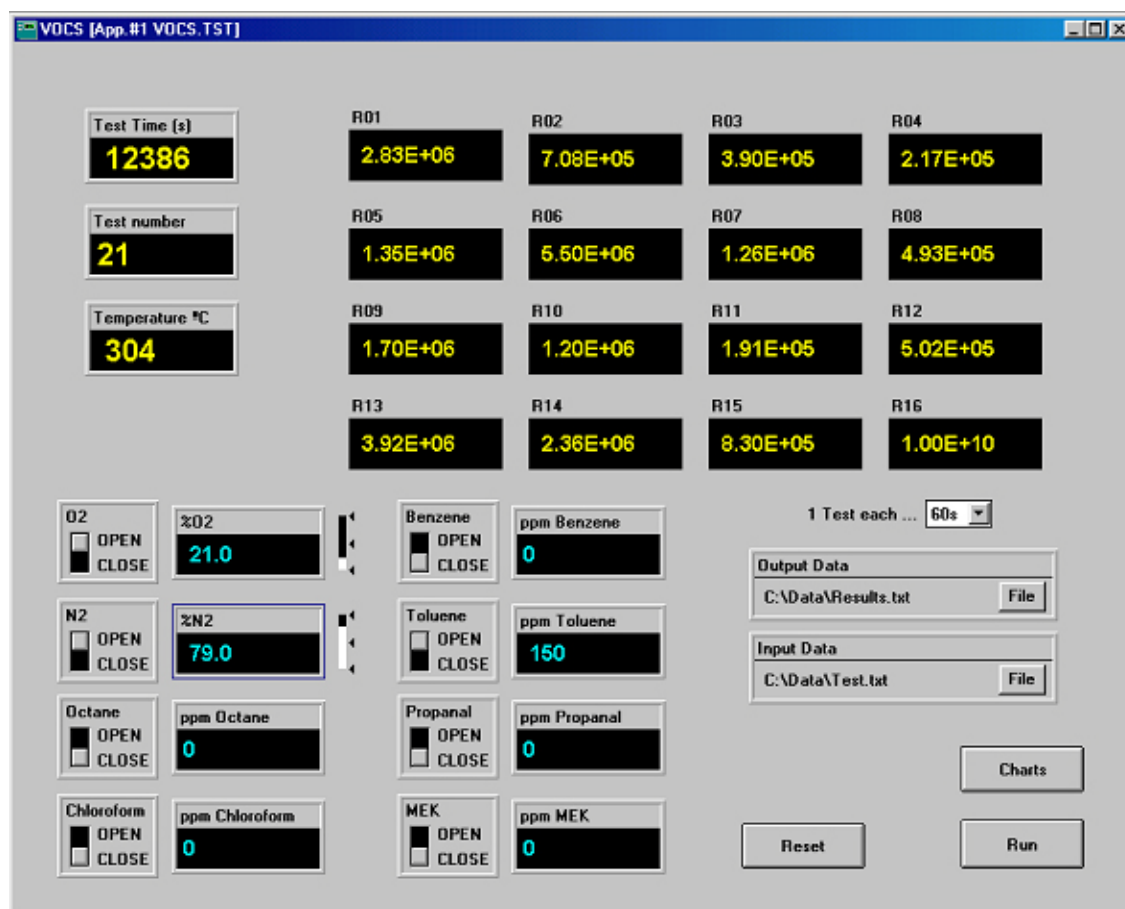 VOCS [App.#1 VOCS.TST]
Test Time (s)
12386
R01 R02 R03 R04
2.83E+06 7.08E+05 3.90E+05 2.17E+05
Test number
21
R05 R06 R07 R08
1.35E+06 5.50E+06 1.26E+06 4.93E+05
Temperature ºC
304
R09 R10 R11 R12
1.70E+06 1.20E+06 1.91E+05 5.02E+05
R13 R14 R15 R16
3.92E+06 2.36E+06 8.30E+05 1.00E+10
O2
OPEN
CLOSE
%O2
21.0
Benzene
OPEN
CLOSE
ppm Benzene
0
1 Test each ... 60s
Output Data
C:\Data\Results.txt File
N2
OPEN
CLOSE
%N2
79.0
Toluene
OPEN
CLOSE
ppm Toluene
150
Input Data
C:\Data\Test.txt File
Octane
OPEN
CLOSE
ppm Octane
0
Propanal
OPEN
CLOSE
ppm Propanal
0
Charts
Chloroform
OPEN
CLOSE
ppm Chloroform
0
MEK
OPEN
CLOSE
ppm MEK
0
Reset
Run